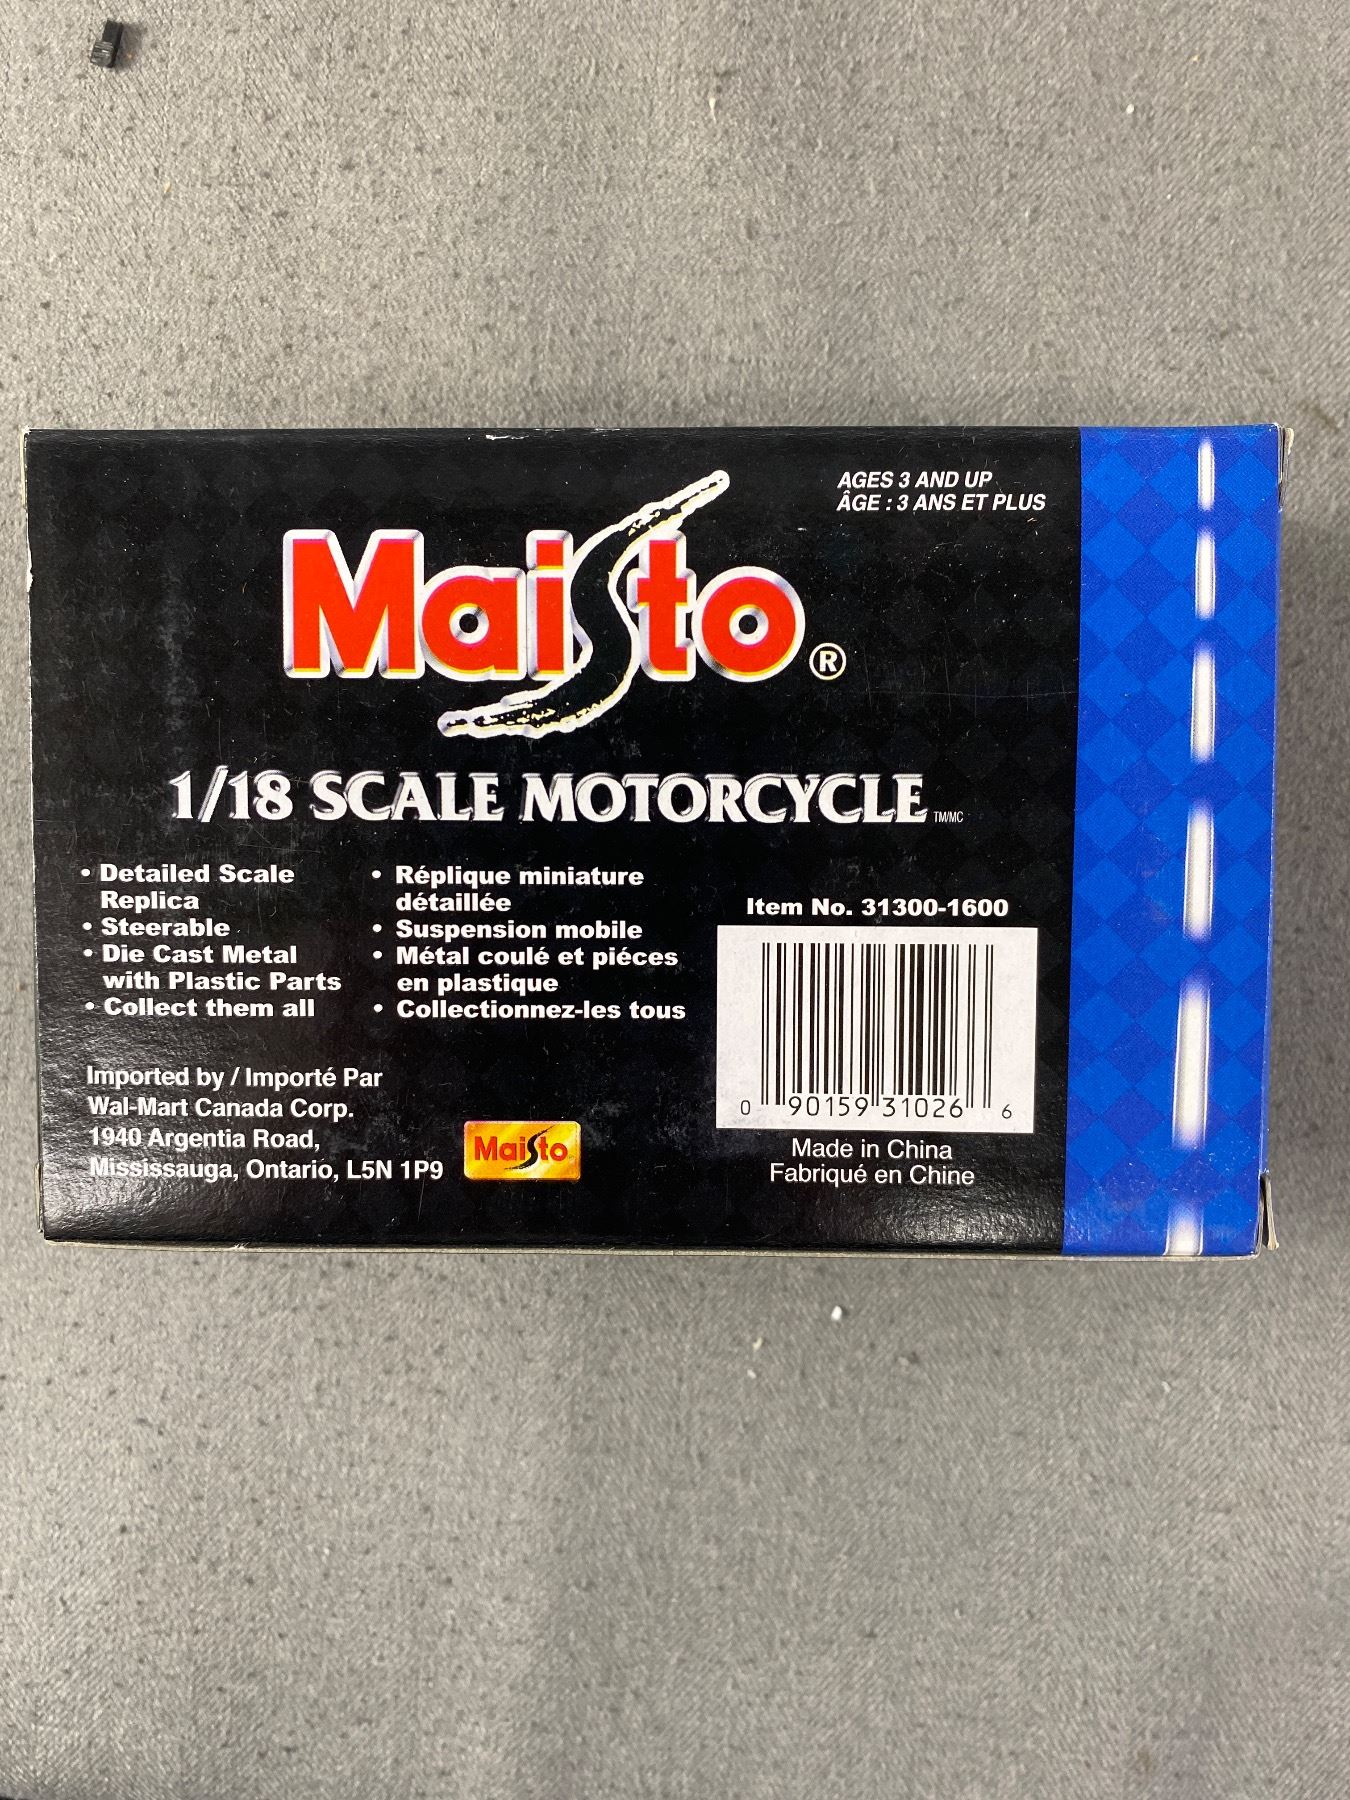 AGES 3 AND UP
ÂGE : 3 ANS ET PLUS
Maisto®
1/18 SCALE MOTORCYCLE TM/MC
• Detailed Scale
Replica
• Steerable
• Die Cast Metal
with Plastic Parts
• Collect them all
• Réplique miniature
détaillée
• Suspension mobile
• Métal coulé et piéces
en plastique
• Collectionnez-les tous
Item No. 31300-1600
0 90159 31026 6
Made in China
Fabriqué en Chine
Imported by / Importé Par
Wal-Mart Canada Corp.
1940 Argentia Road,
Mississauga, Ontario, L5N 1P9
Maisto